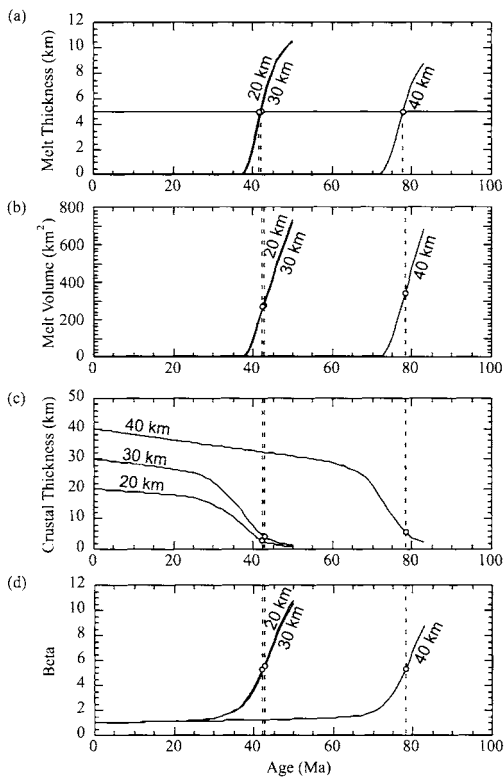 (a)
Melt Thickness (km)
12
10
8
6
4
2
0
20 km
30 km
40 km
0 20 40 60 80 100
(b)
Melt Volume (km²)
800
600
400
200
0
20 km
30 km
40 km
0 20 40 60 80 100
(c)
Crustal Thickness (km)
50
40
30
20
10
0
40 km
30 km
20 km
0 20 40 60 80 100
(d)
Beta
12
10
8
6
4
2
0
20 km
30 km
40 km
0 20 40 60 80 100
Age (Ma)